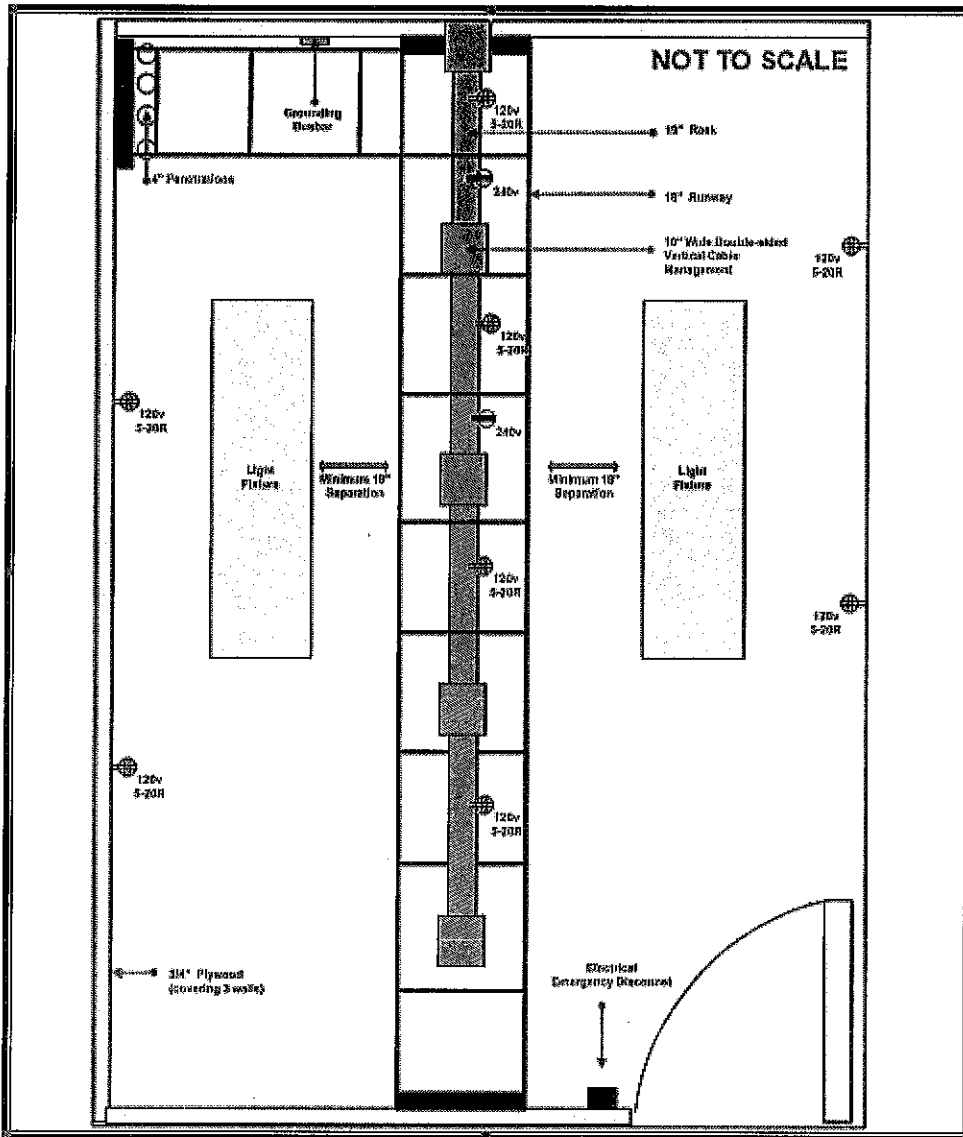 NOT TO SCALE
Grounding
Busbar
120v
5-20R
19" Rack
4" Penetrations
240v
18" Runway
10" Wide Double-sided
Vertical Cable
Management
120v
5-20R
120v
5-20R
120v
5-20R
240v
Light
Fixture
Minimum 18"
Separation
Minimum 18"
Separation
Light
Fixture
120v
5-20R
120v
5-20R
120v
5-20R
120v
5-20R
3/4" Plywood
(covering 3 walls)
Electrical
Emergency Disconnect